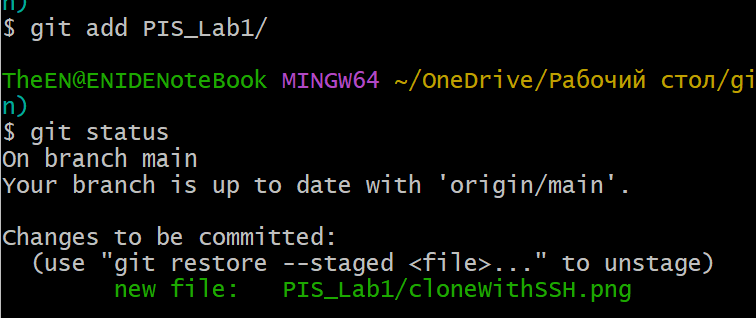 n)
$ git add PIS_Lab1/
TheEN@ENIDENoteBook MINGW64 ~/OneDrive/Рабочий стол/gi
n)
$ git status
On branch main
Your branch is up to date with 'origin/main'.
Changes to be committed:
(use "git restore --staged <file>..." to unstage)
new file:   PIS_Lab1/cloneWithSSH.png